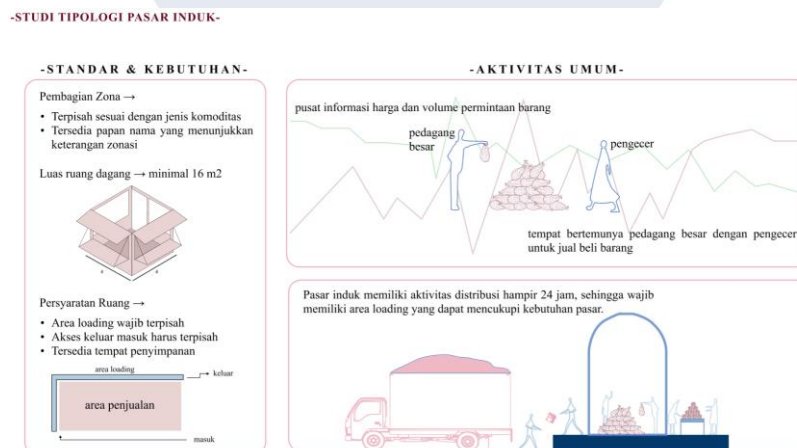 -STUDI TIPOLOGI PASAR INDUK-
-STANDAR & KEBUTUHAN-
Pembagian Zona →
• Terpisah sesuai dengan jenis komoditas
• Tersedia papan nama yang menunjukkan
keterangan zonasi
Luas ruang dagang → minimal 16 m2
Persyaratan Ruang →
• Area loading wajib terpisah
• Akses keluar masuk harus terpisah
• Tersedia tempat penyimpanan
area loading
keluar
area penjualan
masuk
-AKTIVITAS UMUM-
pusat informasi harga dan volume permintaan barang
pedagang
besar
pengecer
tempat bertemunya pedagang besar dengan pengecer
untuk jual beli barang
Pasar induk memiliki aktivitas distribusi hampir 24 jam, sehingga wajib
memiliki area loading yang dapat mencukupi kebutuhan pasar.